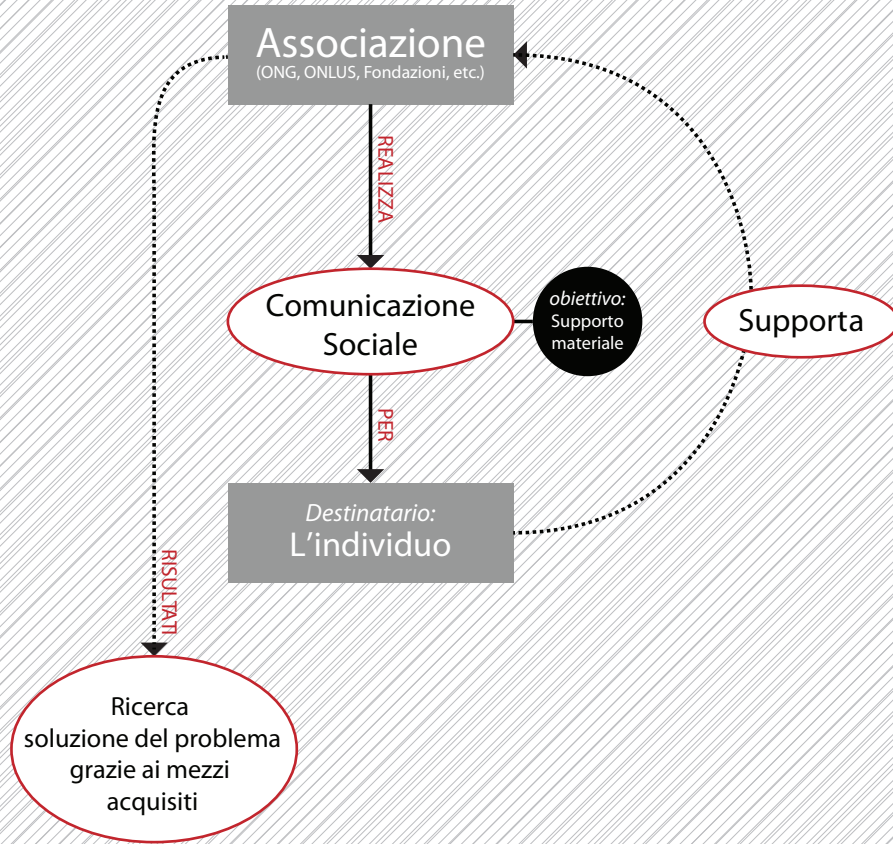 Associazione
(ONG, ONLUS, Fondazioni, etc.)
REALIZZA
Comunicazione
Sociale
obiettivo:
Supporto
materiale
Supporta
PER
Destinatario:
L'individuo
RISULTATI
Ricerca
soluzione del problema
grazie ai mezzi
acquisiti